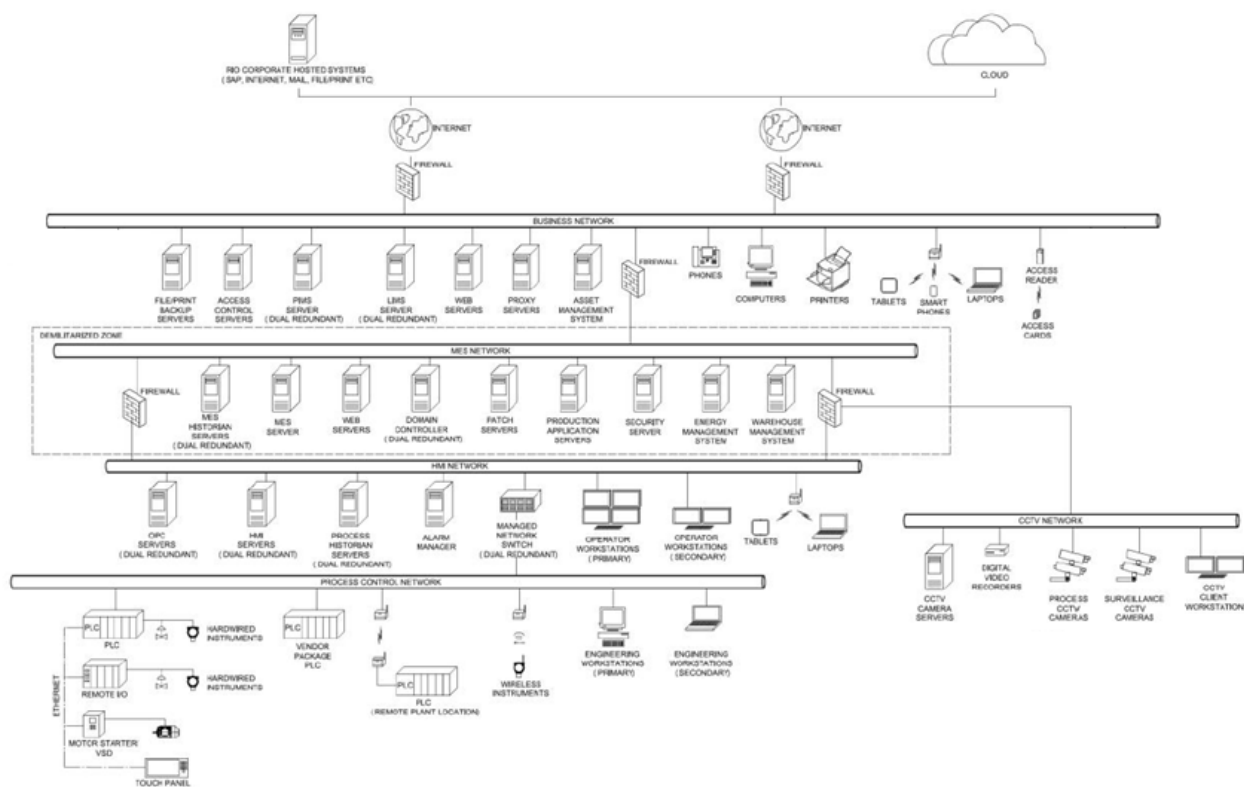 RIO CORPORATE HOSTED SYSTEMS
( SAP, INTERNET, MAIL, FILE/PRINT ETC)
CLOUD
INTERNET
INTERNET
FIREWALL
FIREWALL
BUSINESS NETWORK
FILE/PRINT
BACKUP
SERVERS
ACCESS
CONTROL
SERVERS
PIMS
SERVER
( DUAL REDUNDANT)
LIMS
SERVER
( DUAL REDUNDANT)
WEB
SERVERS
PROXY
SERVERS
ASSET
MANAGEMENT
SYSTEM
FIREWALL
PHONES
COMPUTERS
PRINTERS
TABLETS
SMART
PHONES
LAPTOPS
ACCESS
READER
ACCESS
CARDS
DEMILITARIZED ZONE
MES NETWORK
FIREWALL
MES
HISTORIAN
SERVERS
( DUAL REDUNDANT)
MES
SERVER
WEB
SERVERS
DOMAIN
CONTROLLER
( DUAL REDUNDANT)
PATCH
SERVERS
PRODUCTION
APPLICATION
SERVERS
SECURITY
SERVER
ENERGY
MANAGEMENT
SYSTEM
WAREHOUSE
MANAGEMENT
SYSTEM
FIREWALL
HMI NETWORK
OPC
SERVERS
( DUAL REDUNDANT)
HMI
SERVERS
( DUAL REDUNDANT)
PROCESS
HISTORIAN
SERVERS
( DUAL REDUNDANT)
ALARM
MANAGER
MANAGED
NETWORK
SWITCH
( DUAL REDUNDANT)
OPERATOR
WORKSTATIONS
( PRIMARY)
OPERATOR
WORKSTATIONS
( SECONDARY)
TABLETS
LAPTOPS
CCTV NETWORK
CCTV
CAMERA
SERVERS
DIGITAL
VIDEO
RECORDERS
PROCESS
CCTV
CAMERAS
SURVEILLANCE
CCTV
CAMERAS
CCTV
CLIENT
WORKSTATION
PROCESS CONTROL NETWORK
PLC
PLC
HARDWIRED
INSTRUMENTS
PLC
VENDOR
PACKAGE
PLC
PLC
PLC
( REMOTE PLANT LOCATION)
WIRELESS
INSTRUMENTS
ENGINEERING
WORKSTATIONS
( PRIMARY)
ENGINEERING
WORKSTATIONS
( SECONDARY)
ETHERNET
REMOTE I/O
HARDWIRED
INSTRUMENTS
MOTOR STARTER/
VSD
TOUCH PANEL